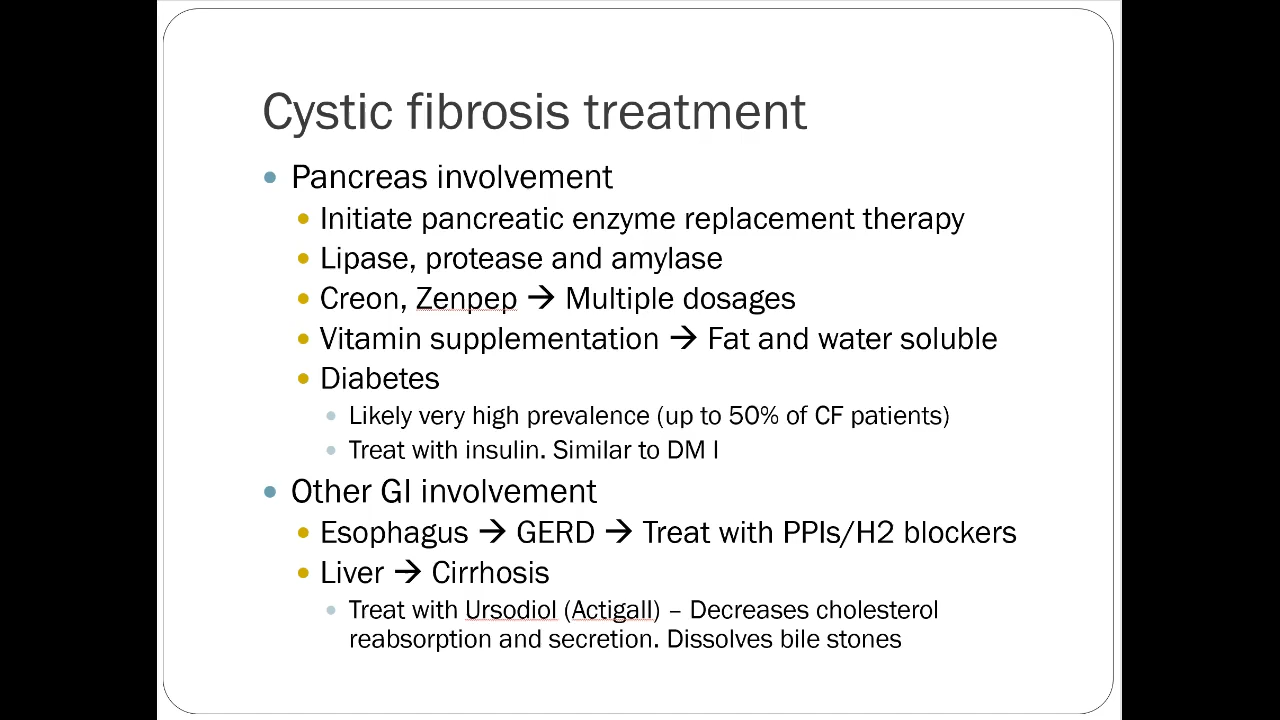 Cystic fibrosis treatment
• Pancreas involvement
• Initiate pancreatic enzyme replacement therapy
• Lipase, protease and amylase
• Creon, Zenpep → Multiple dosages
• Vitamin supplementation → Fat and water soluble
• Diabetes
• Likely very high prevalence (up to 50% of CF patients)
• Treat with insulin. Similar to DM I
• Other GI involvement
• Esophagus → GERD → Treat with PPIs/H2 blockers
• Liver → Cirrhosis
• Treat with Ursodiol (Actigall) – Decreases cholesterol
reabsorption and secretion. Dissolves bile stones